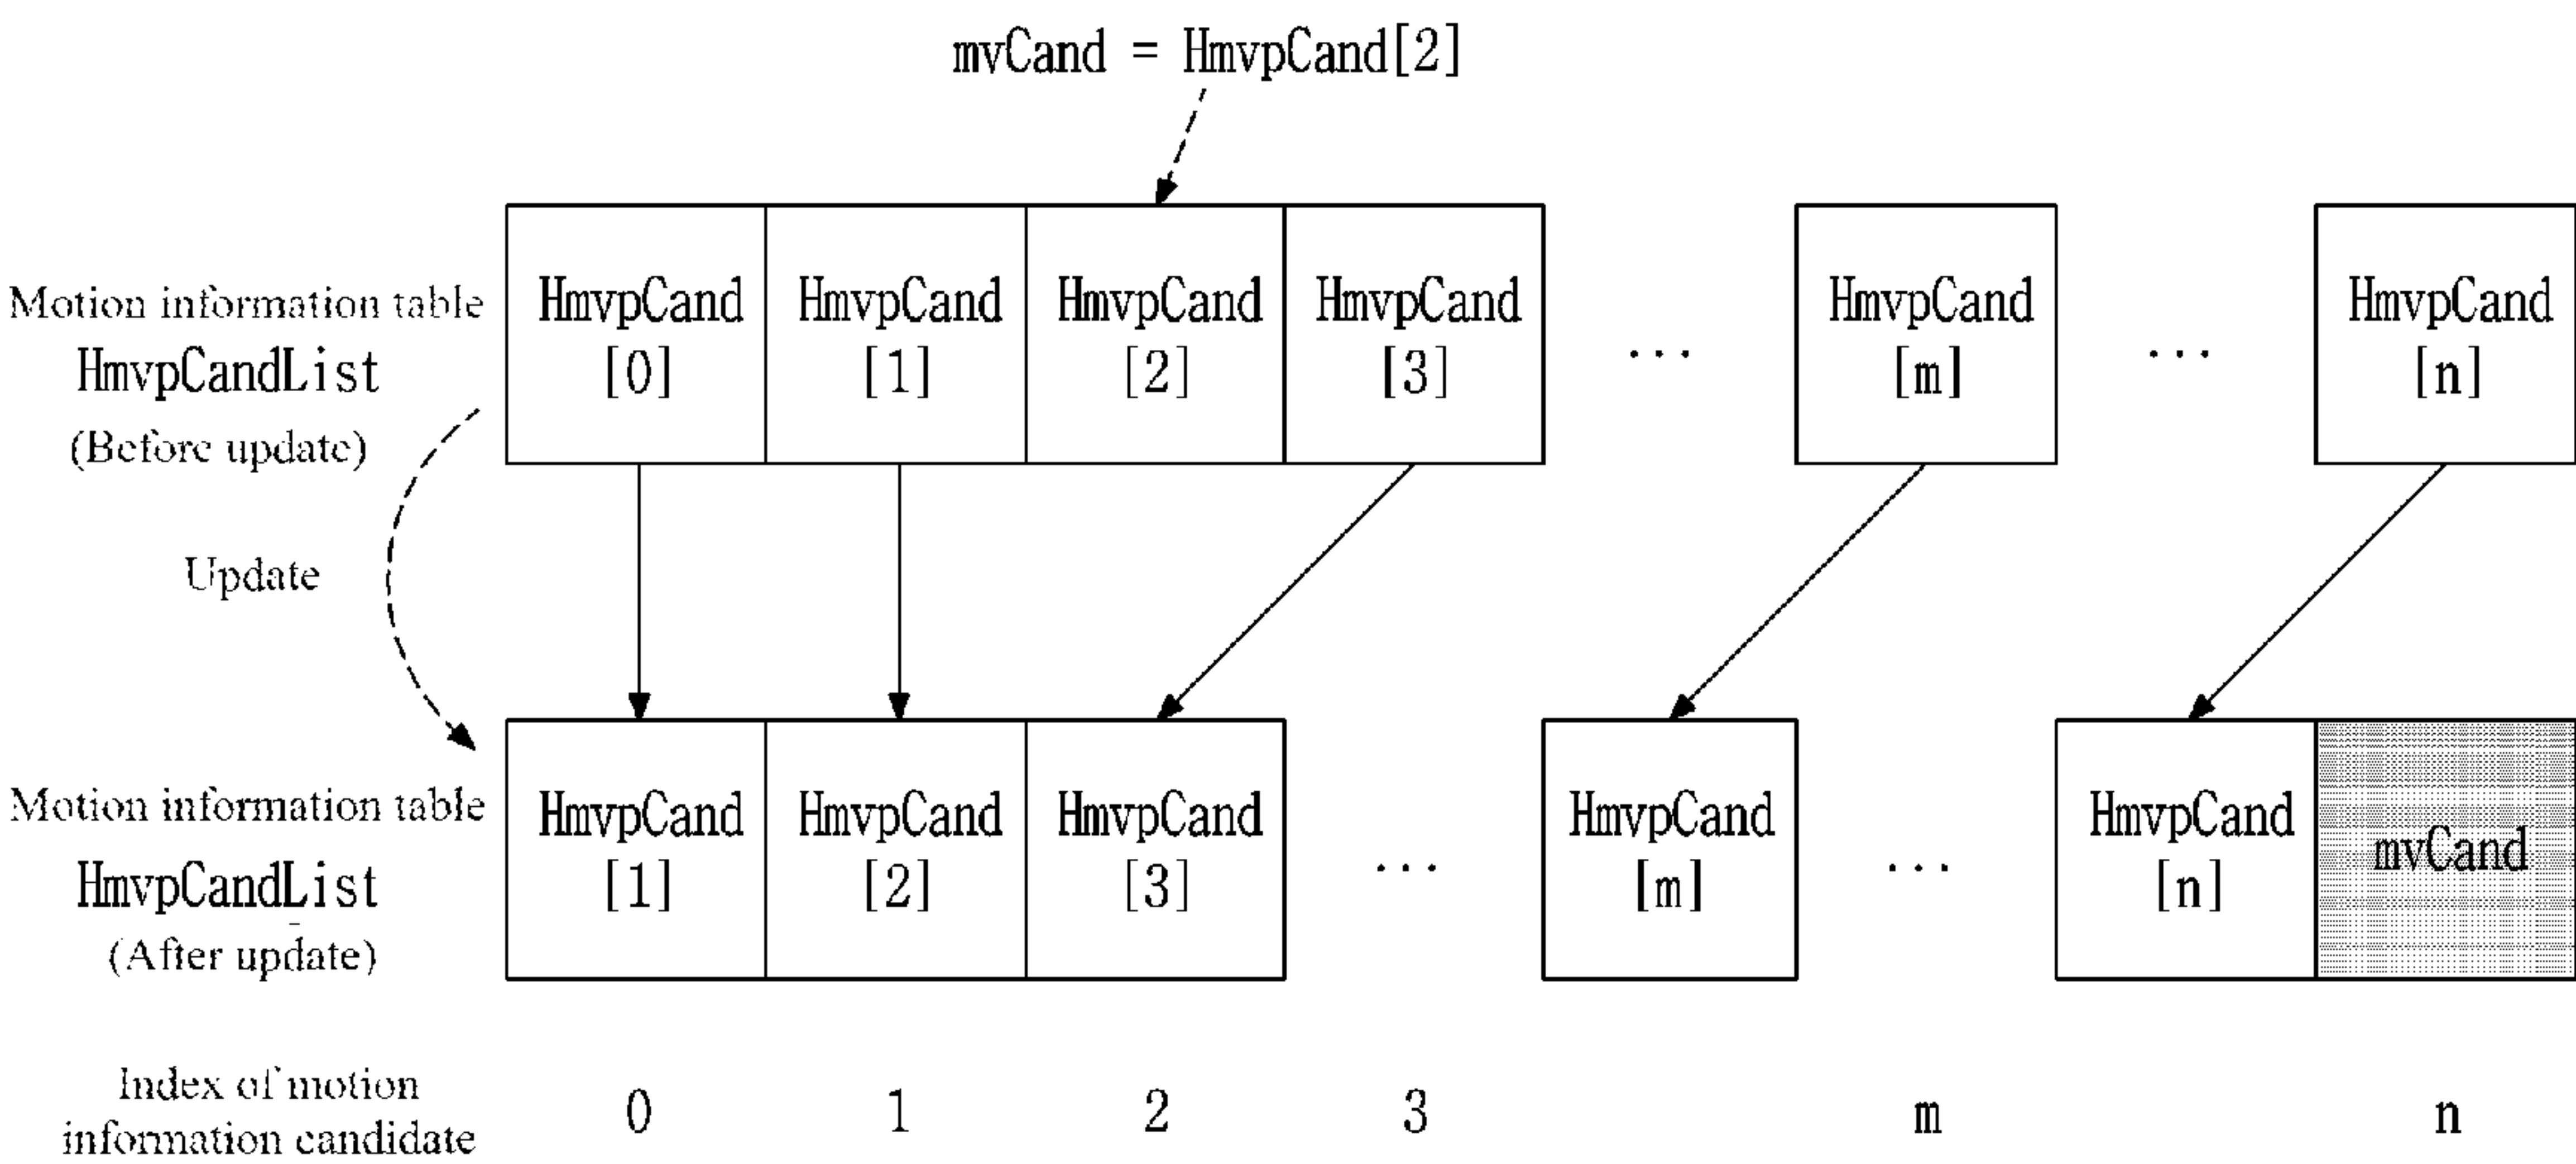 mvCand = HmvpCand[2]
Motion information table
HmvpCandList
(Before update)
HmvpCand
[0]
HmvpCand
[1]
HmvpCand
[2]
HmvpCand
[3]
...
HmvpCand
[m]
...
HmvpCand
[n]
Update
Motion information table
HmvpCandList
(After update)
HmvpCand
[1]
HmvpCand
[2]
HmvpCand
[3]
...
HmvpCand
[m]
...
HmvpCand
[n]
mvCand
Index of motion
information candidate
0
1
2
3
m
n